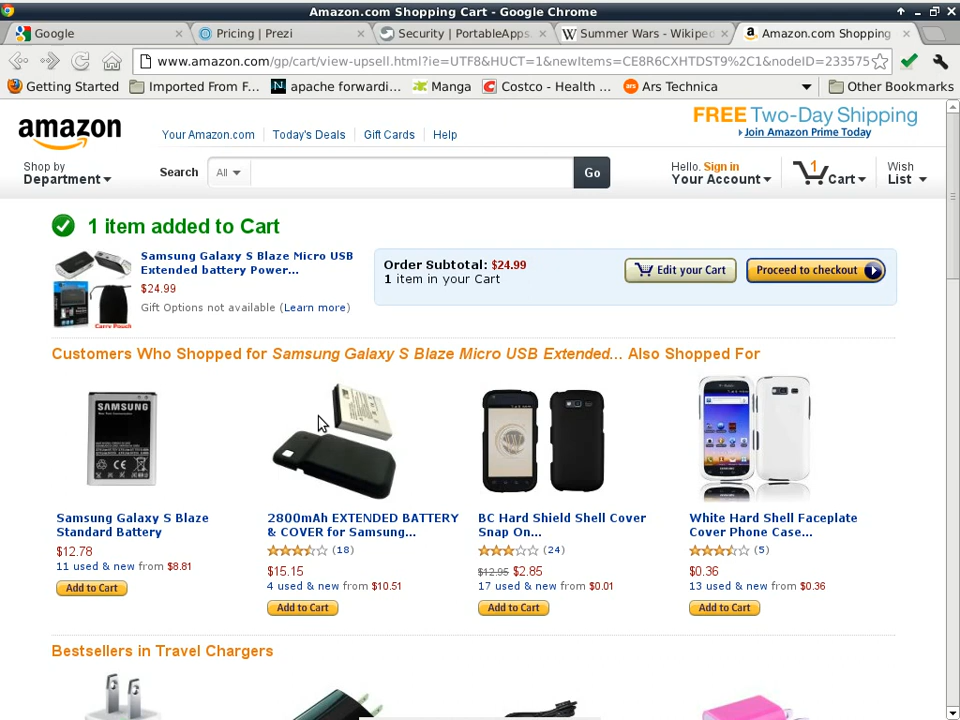 Amazon.com Shopping Cart - Google Chrome
Google
Pricing | Prezi
Security | PortableApps.
Summer Wars - Wikipe
Amazon.com Shopping
www.amazon.com/gp/cart/view-upsell.html?ie=UTF8&HUCT=1&newItems=CE8R6CXHTDST9%2C1&nodeID=233575
Getting Started
Imported From F...
apache forwardi...
Manga
Costco - Health ...
Ars Technica
Other Bookmarks
amazon
Your Amazon.com
Today's Deals
Gift Cards
Help
FREE Two-Day Shipping
Join Amazon Prime Today
Shop by
Department
Search
All
Go
Hello. Sign in
Your Account
1
Cart
Wish
List
1 item added to Cart
Samsung Galaxy S Blaze Micro USB
Extended battery Power...
$24.99
Gift Options not available (Learn more)
Carry Pouch
Order Subtotal: $24.99
1 item in your Cart
Edit your Cart
Proceed to checkout
Customers Who Shopped for Samsung Galaxy S Blaze Micro USB Extended... Also Shopped For
SAMSUNG
Samsung Galaxy S Blaze
Standard Battery
$12.78
11 used & new from $8.81
Add to Cart
2800mAh EXTENDED BATTERY
& COVER for Samsung...
(18)
$15.15
4 used & new from $10.51
Add to Cart
BC Hard Shield Shell Cover
Snap On...
(24)
$12.95 $2.85
17 used & new from $0.01
Add to Cart
White Hard Shell Faceplate
Cover Phone Case...
(5)
$0.36
13 used & new from $0.36
Add to Cart
Bestsellers in Travel Chargers